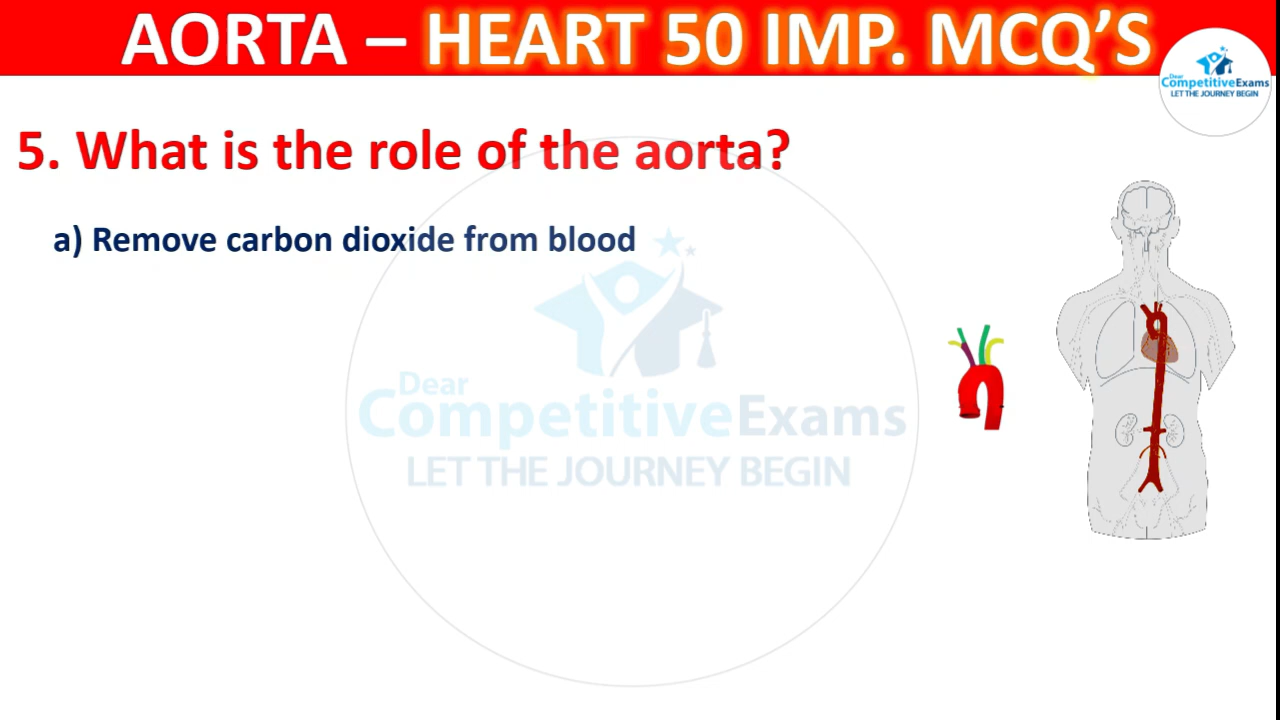 AORTA – HEART 50 IMP. MCQ'S
Dear
CompetitiveExams
LET THE JOURNEY BEGIN
5. What is the role of the aorta?
a) Remove carbon dioxide from blood
Dear
CompetitiveExams
LET THE JOURNEY BEGIN